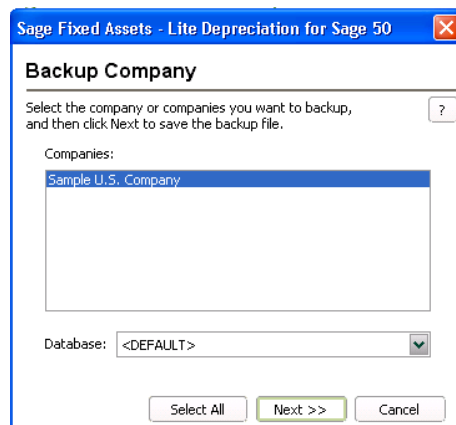 Sage Fixed Assets - Lite Depreciation for Sage 50
Backup Company
Select the company or companies you want to backup,
and then click Next to save the backup file.
?
Companies:
Sample U.S. Company
Database: <DEFAULT>
Select All Next >> Cancel